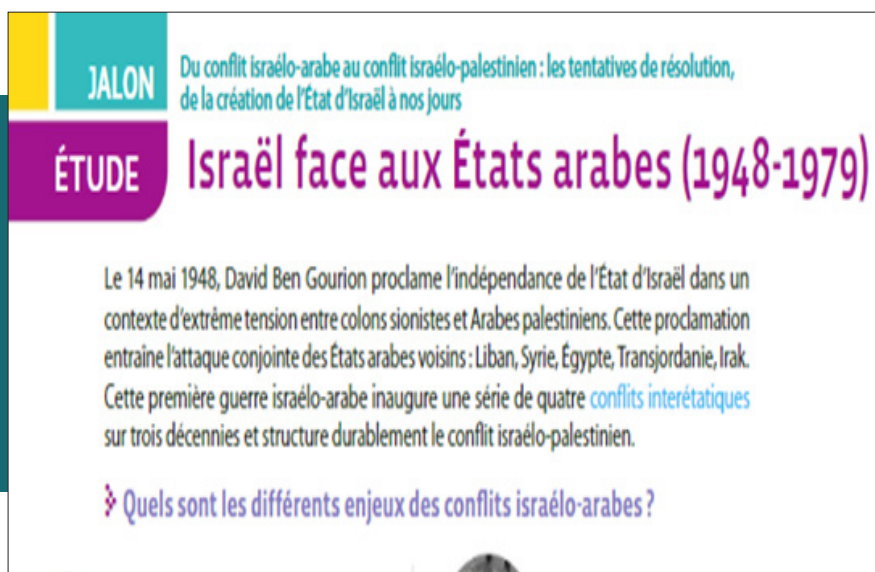 JALON
Du conflit israélo-arabe au conflit israélo-palestinien : les tentatives de résolution,
de la création de l'État d'Israël à nos jours
ÉTUDE
Israël face aux États arabes (1948-1979)
Le 14 mai 1948, David Ben Gourion proclame l'indépendance de l'État d'Israël dans un
contexte d'extrême tension entre colons sionistes et Arabes palestiniens. Cette proclamation
entraîne l'attaque conjointe des États arabes voisins : Liban, Syrie, Égypte, Transjordanie, Irak.
Cette première guerre israélo-arabe inaugure une série de quatre conflits interétatiques
sur trois décennies et structure durablement le conflit israélo-palestinien.
Quels sont les différents enjeux des conflits israélo-arabes ?